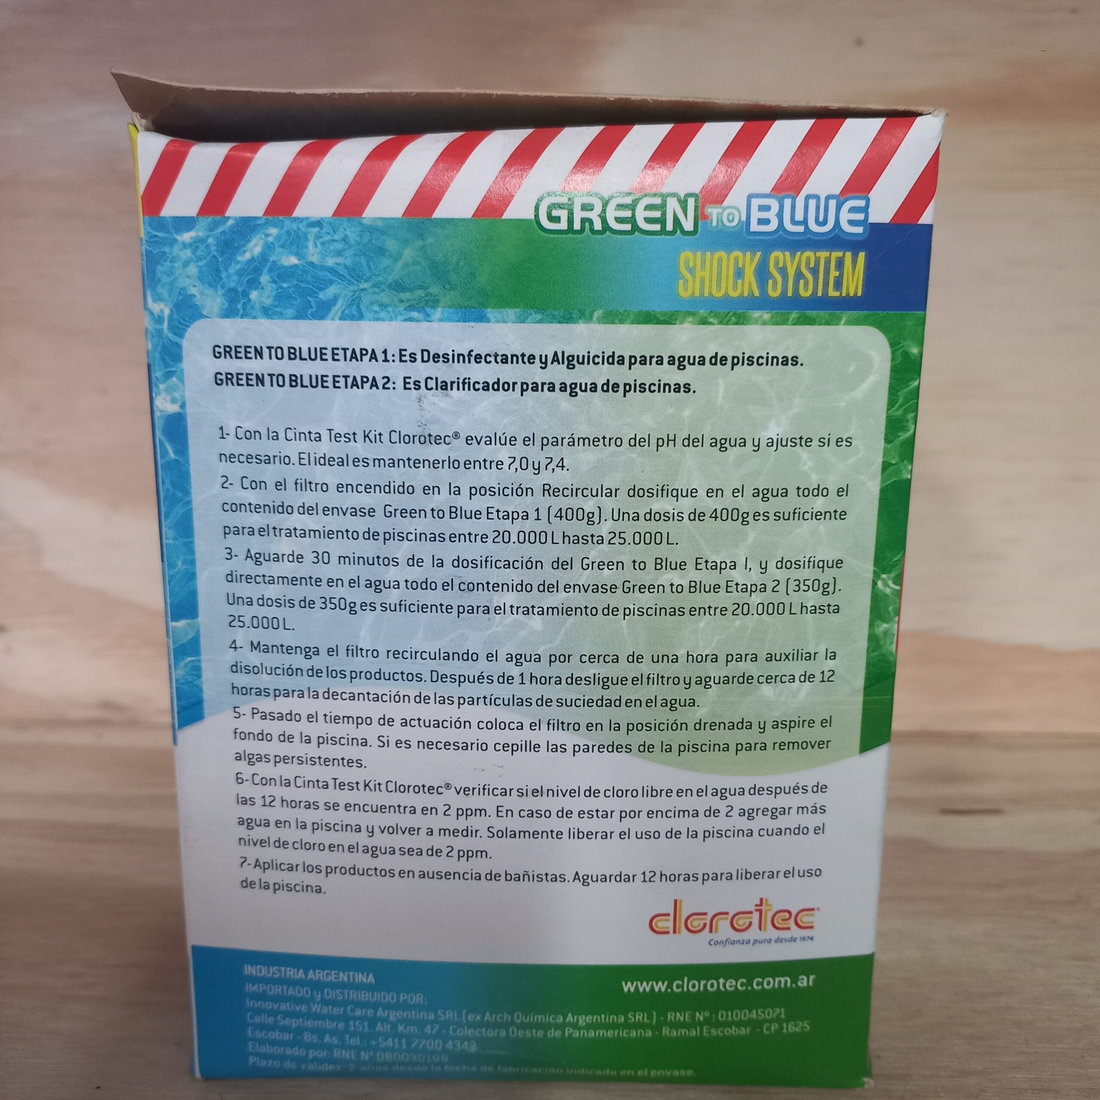 GREEN TO BLUE
SHOCK SYSTEM
GREEN TO BLUE ETAPA 1: Es Desinfectante y Alguicida para agua de piscinas.
GREEN TO BLUE ETAPA 2: Es Clarificador para agua de piscinas.
1- Con la Cinta Test Kit Clorotec® evalúe el parámetro del pH del agua y ajuste si es
necesario. El ideal es mantenerlo entre 7,0 y 7,4.
2- Con el filtro encendido en la posición Recircular dosifique en el agua todo el
contenido del envase Green to Blue Etapa 1 (400g). Una dosis de 400g es suficiente
para el tratamiento de piscinas entre 20.000 L hasta 25.000 L.
3- Aguarde 30 minutos de la dosificación del Green to Blue Etapa I, y dosifique
directamente en el agua todo el contenido del envase Green to Blue Etapa 2 (350g).
Una dosis de 350g es suficiente para el tratamiento de piscinas entre 20.000 L hasta
25.000 L.
4- Mantenga el filtro recirculando el agua por cerca de una hora para auxiliar la
disolución de los productos. Después de 1 hora desligue el filtro y aguarde cerca de 12
horas para la decantación de las partículas de suciedad en el agua.
5- Pasado el tiempo de actuación coloca el filtro en la posición drenada y aspire el
fondo de la piscina. Si es necesario cepille las paredes de la piscina para remover
algas persistentes.
6- Con la Cinta Test Kit Clorotec® verificar si el nivel de cloro libre en el agua después de
las 12 horas se encuentra en 2 ppm. En caso de estar por encima de 2 agregar más
agua en la piscina y volver a medir. Solamente liberar el uso de la piscina cuando el
nivel de cloro en el agua sea de 2 ppm.
7- Aplicar los productos en ausencia de bañistas. Aguardar 12 horas para liberar el uso
de la piscina.
clorotec
Confianza pura desde 1974
www.clorotec.com.ar
INDUSTRIA ARGENTINA
IMPORTADO y DISTRIBUIDO POR:
Innovative Water Care Argentina SRL (ex Arch Química Argentina SRL) - RNE Nº: 010045071
Calle Septiembre 151. Alt. Km. 47 - Colectora Oeste de Panamericana - Ramal Escobar - CP 1625
Escobar - Bs. As. Tel.: +5411 7700 4343
Elaborado por: RNE Nº 080030198
Plazo de validez: 2 años desde la fecha de fabricación indicado en el envase.